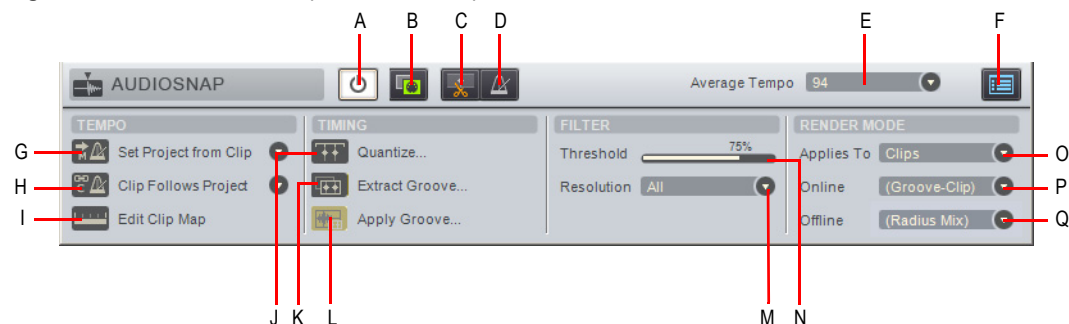 A B C D E F
AUDIOSNAP Average Tempo 94
TEMPO TIMING FILTER RENDER MODE
G Set Project from Clip Quantize... Threshold 75% Applies To Clips O
H Clip Follows Project Extract Groove... Resolution All Online (Groove-Clip) P
I Edit Clip Map Apply Groove... Offline (Radius Mix) Q
J K L M N